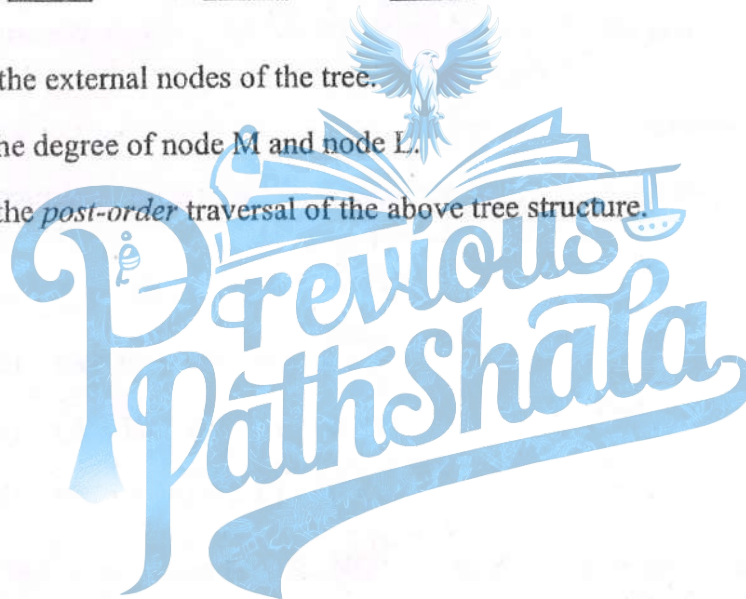 the external nodes of the tree.
he degree of node M and node L.
the post-order traversal of the above tree structure.
Previous
PathShala